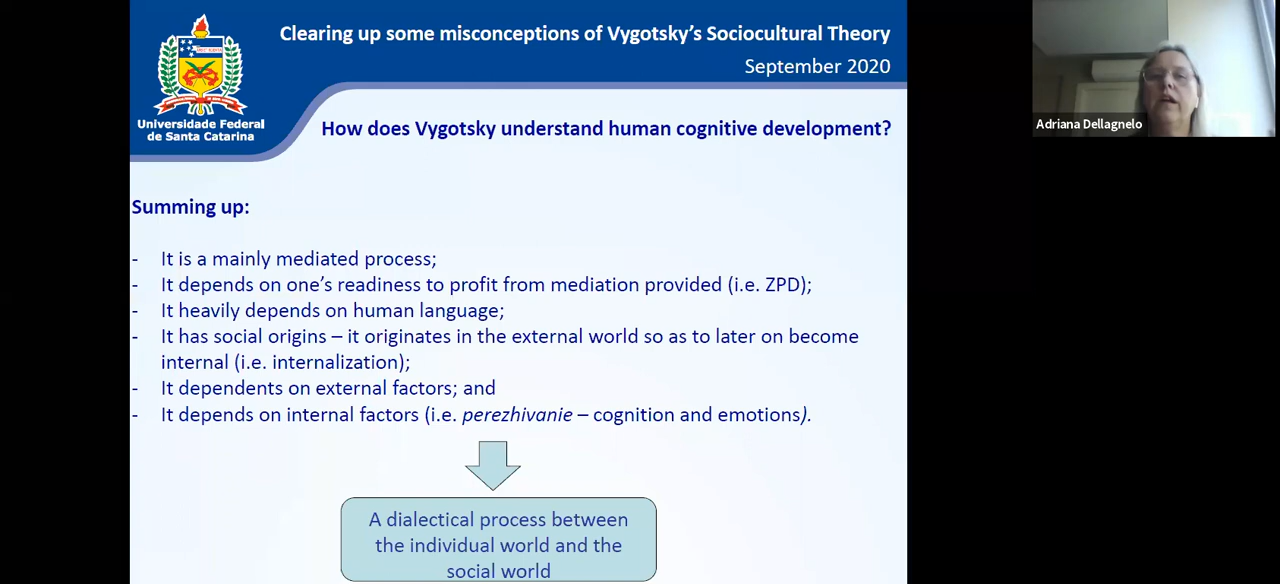 Clearing up some misconceptions of Vygotsky's Sociocultural Theory
September 2020
Universidade Federal
de Santa Catarina
How does Vygotsky understand human cognitive development?
Adriana Dellagnelo
Summing up:
- It is a mainly mediated process;
- It depends on one's readiness to profit from mediation provided (i.e. ZPD);
- It heavily depends on human language;
- It has social origins – it originates in the external world so as to later on become
internal (i.e. internalization);
- It dependents on external factors; and
- It depends on internal factors (i.e. perezhivanie – cognition and emotions).
A dialectical process between
the individual world and the
social world